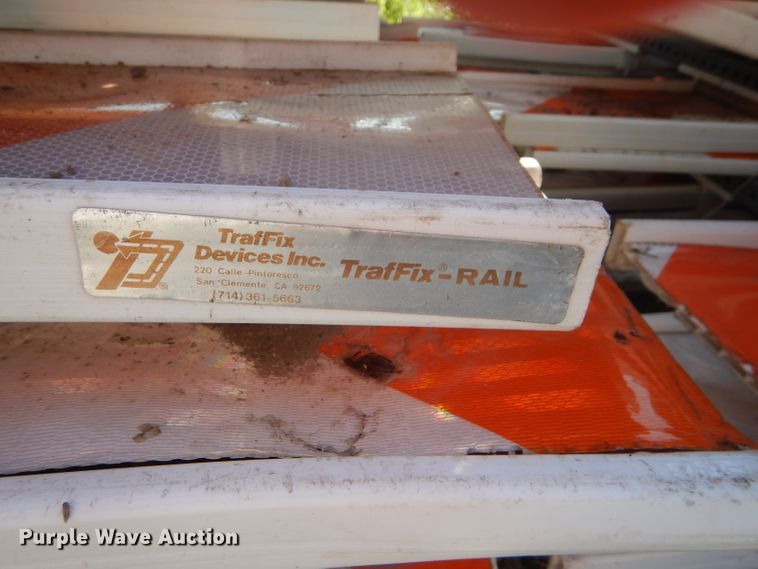 TrafFix
Devices Inc.
220 Calle Pintoresco
San Clemente, CA 92672
(714) 361-5663
TrafFix®-RAIL
®
Purple Wave Auction